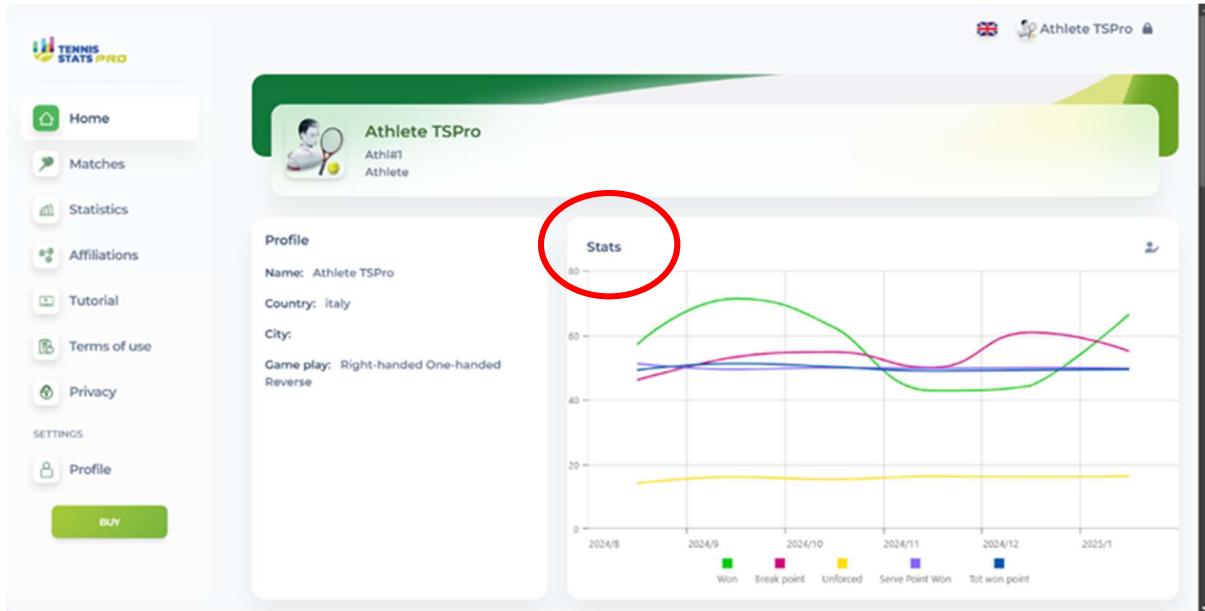 TENNIS
STATS PRO
Athlete TSPro
Home
Matches
Statistics
Affiliations
Tutorial
Terms of use
Privacy
SETTINGS
Profile
BUY
Athlete TSPro
Athl#1
Athlete
Profile
Name: Athlete TSPro
Country: italy
City:
Game play: Right-handed One-handed
Reverse
Stats
80
60
40
20
0
2024/8 2024/9 2024/10 2024/11 2024/12 2025/1
Won Break point Unforced Serve Point Won Tot won point